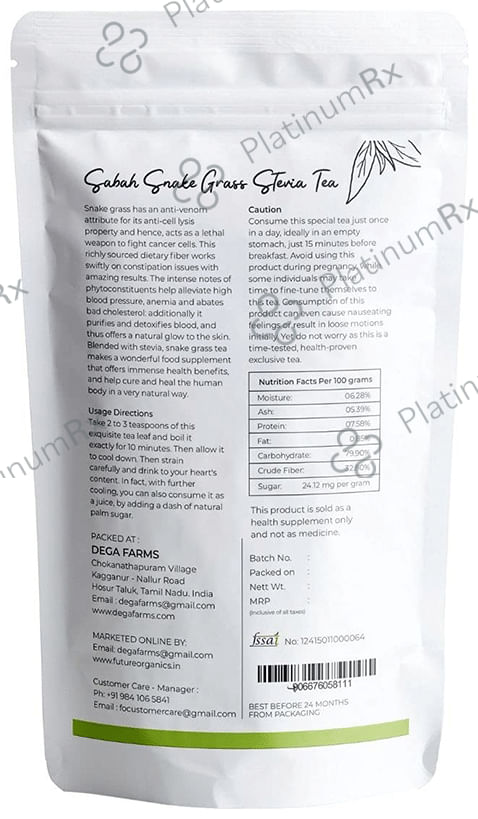 PlatinumRx
PlatinumRx
PlatinumRx
Rx
PlatinumRx
tinumRx
Sabah Snake Grass Stevia Tea
Snake grass has an anti-venom
attribute for its anti-cell lysis
property and hence, acts as a lethal
weapon to fight cancer cells. This
richly sourced dietary fiber works
swiftly on constipation issues with
amazing results. The intense notes of
phytoconstituents help alleviate high
blood pressure, anemia and abates
bad cholesterol; additionally it
purifies and detoxifies blood, and
thus offers a natural glow to the skin.
Blended with stevia, snake grass tea
makes a wonderful food supplement
that offers immense health benefits,
and help cure and heal the human
body in a very natural way.
Usage Directions
Take 2 to 3 teaspoons of this
exquisite tea leaf and boil it
exactly for 10 minutes. Then allow it
to cool down. Then strain
carefully and drink to your heart's
content. In fact, with further
cooling, you can also consume it as
a juice, by adding a dash of natural
palm sugar.
PACKED AT :
DEGA FARMS
Chokanathapuram Village
Kagganur - Nallur Road
Hosur Taluk, Tamil Nadu. India
Email : degafarms@gmail.com
www.degafarms.com
MARKETED ONLINE BY:
Email: degafarms@gmail.com
www.futureorganics.in
Customer Care - Manager :
Ph: +91 984 106 5841
Email : focustomercare@gmail.com
Caution
Consume this special tea just once
in a day, ideally in an empty
stomach, just 15 minutes before
breakfast. Avoid using this
product during pregnancy. While
some individuals may take
time to fine-tune themselves to
this tea. Consumption of this
product can even cause nauseating
feelings or result in loose motions
initially, do not worry as this is a
time-tested, health-proven
exclusive tea.
Nutrition Facts Per 100 grams
Moisture: 06.28%
Ash: 05.39%
Protein: 07.58%
Fat:
Carbohydrate: 79.90%
Crude Fiber:
Sugar: 24.12 mg per gram
This product is sold as a
health supplement only
and not as medicine.
Batch No. :
Packed on :
Nett Wt. :
MRP :
(Inclusive of all taxes)
fssai No: 12415011000064
906676058111
BEST BEFORE 24 MONTHS
FROM PACKAGING